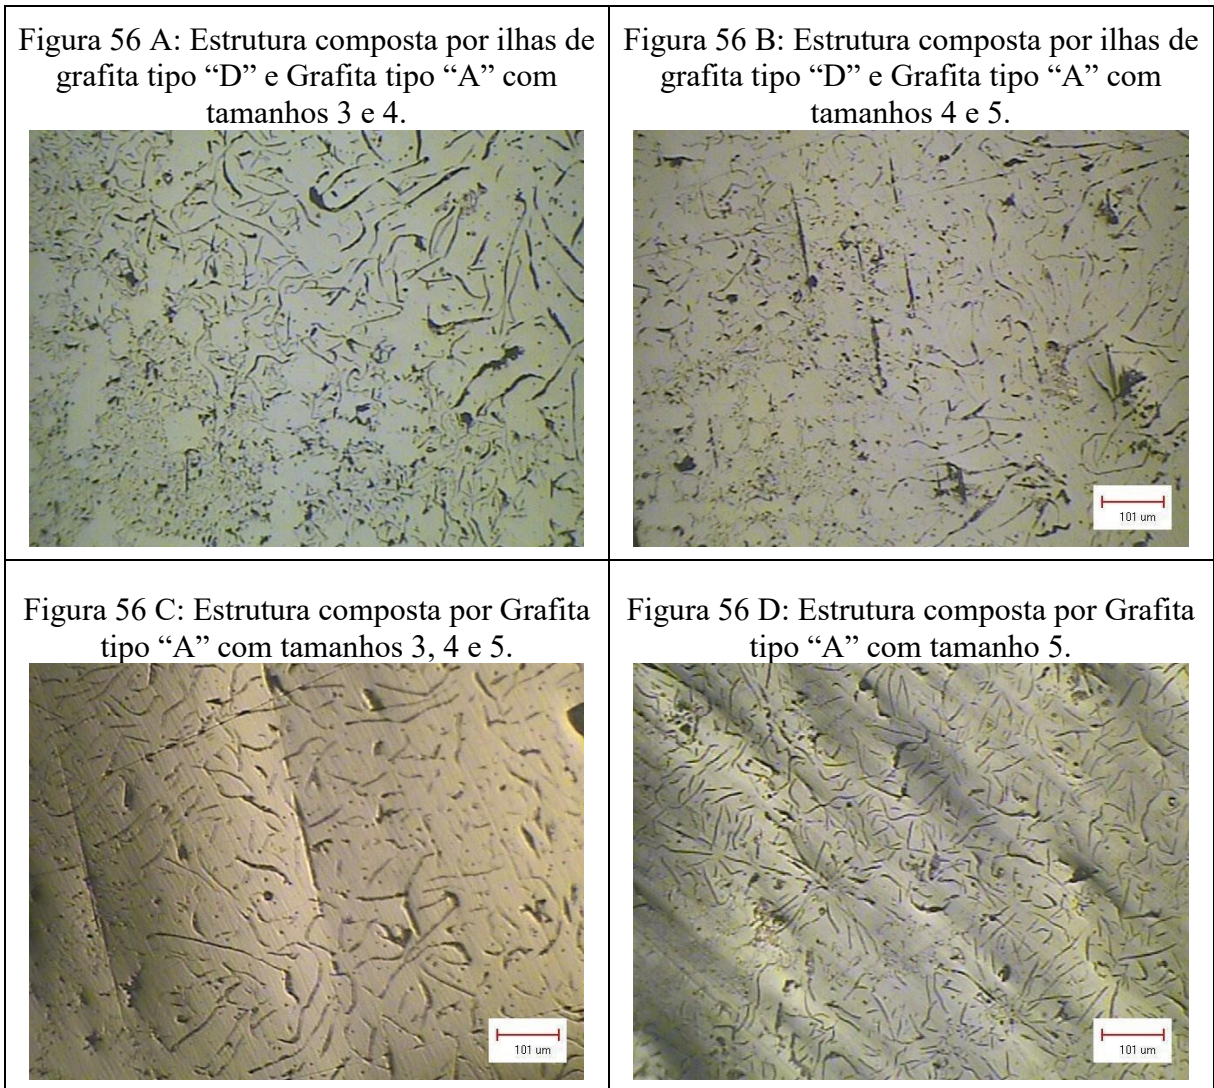 Figura 56 A: Estrutura composta por ilhas de
grafita tipo “D” e Grafita tipo “A” com
tamanhos 3 e 4.
Figura 56 B: Estrutura composta por ilhas de
grafita tipo “D” e Grafita tipo “A” com
tamanhos 4 e 5.
101 um
Figura 56 C: Estrutura composta por Grafita
tipo “A” com tamanhos 3, 4 e 5.
101 um
Figura 56 D: Estrutura composta por Grafita
tipo “A” com tamanho 5.
101 um